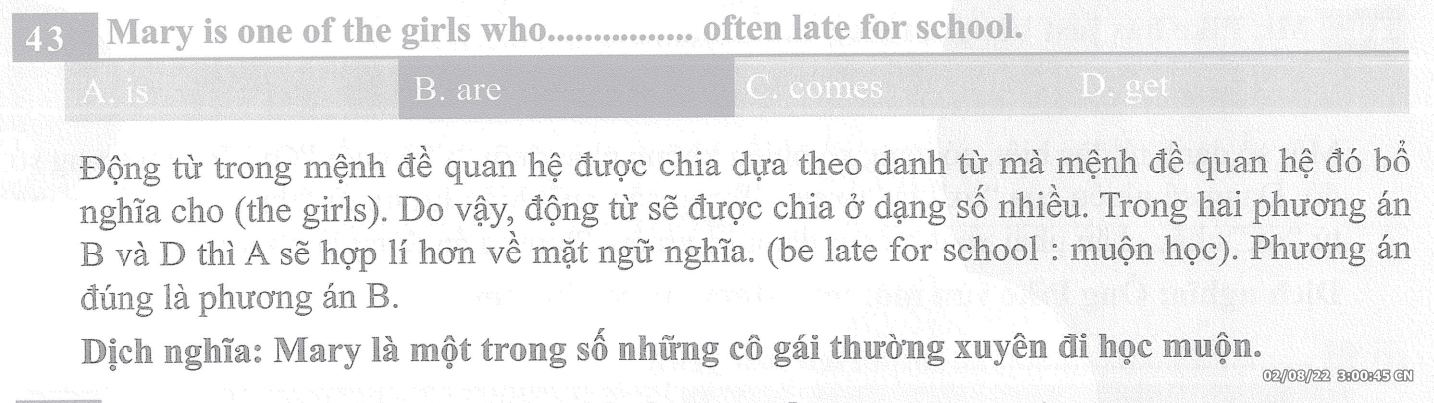 43 Mary is one of the girls who................ often late for school.
A. is B. are C. comes D. get
Động từ trong mệnh đề quan hệ được chia dựa theo danh từ mà mệnh đề quan hệ đó bổ
nghĩa cho (the girls). Do vậy, động từ sẽ được chia ở dạng số nhiều. Trong hai phương án
B và D thì A sẽ hợp lí hơn về mặt ngữ nghĩa. (be late for school : muộn học). Phương án
đúng là phương án B.
Dịch nghĩa: Mary là một trong số những cô gái thường xuyên đi học muộn.
02/08/22 3:00:45 CN